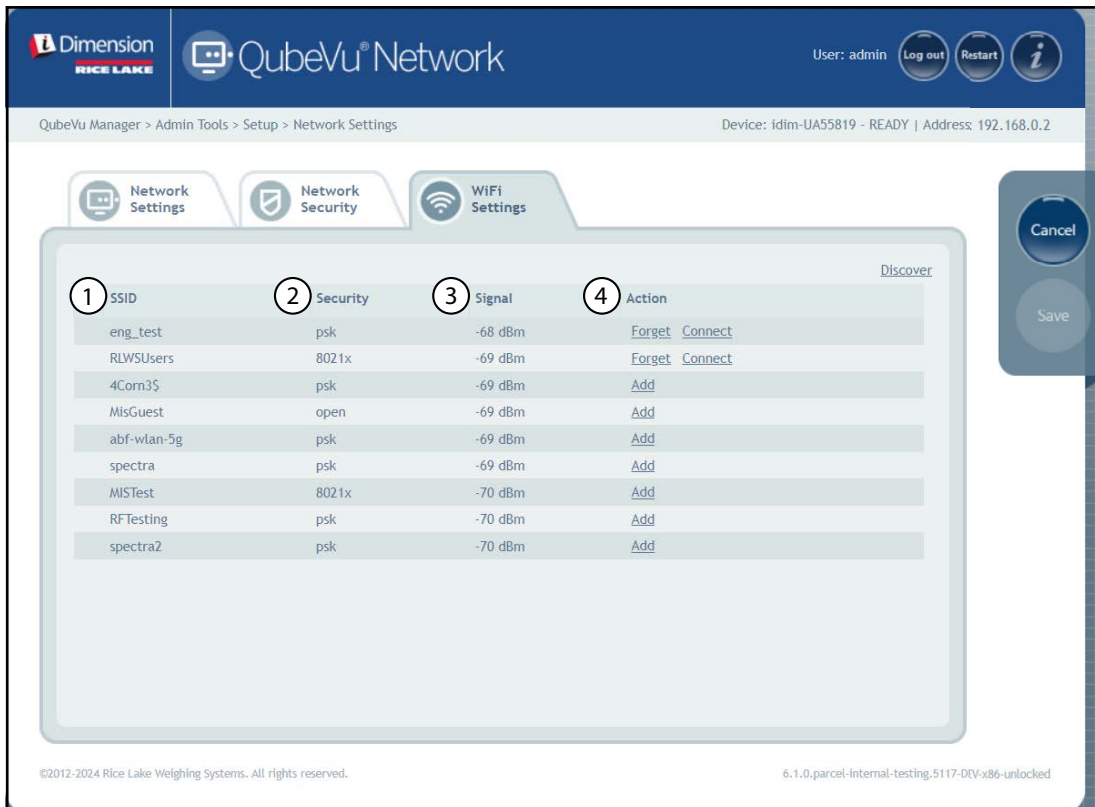 iDimension
RICE LAKE
QubeVu® Network
User: admin
Log out
Restart
i
QubeVu Manager > Admin Tools > Setup > Network Settings
Device: idim-UA55819 - READY | Address: 192.168.0.2
Network Settings
Network Security
WiFi Settings
Cancel
Save
Discover
1 SSID 2 Security 3 Signal 4 Action
eng_test psk -68 dBm Forget Connect
RLWSUsers 8021x -69 dBm Forget Connect
4Corn3$ psk -69 dBm Add
MisGuest open -69 dBm Add
abf-wlan-5g psk -69 dBm Add
spectra psk -69 dBm Add
MISTest 8021x -70 dBm Add
RFTesting psk -70 dBm Add
spectra2 psk -70 dBm Add
©2012-2024 Rice Lake Weighing Systems. All rights reserved.
6.1.0.parcel-internal-testing.5117-DEV-x86-unlocked